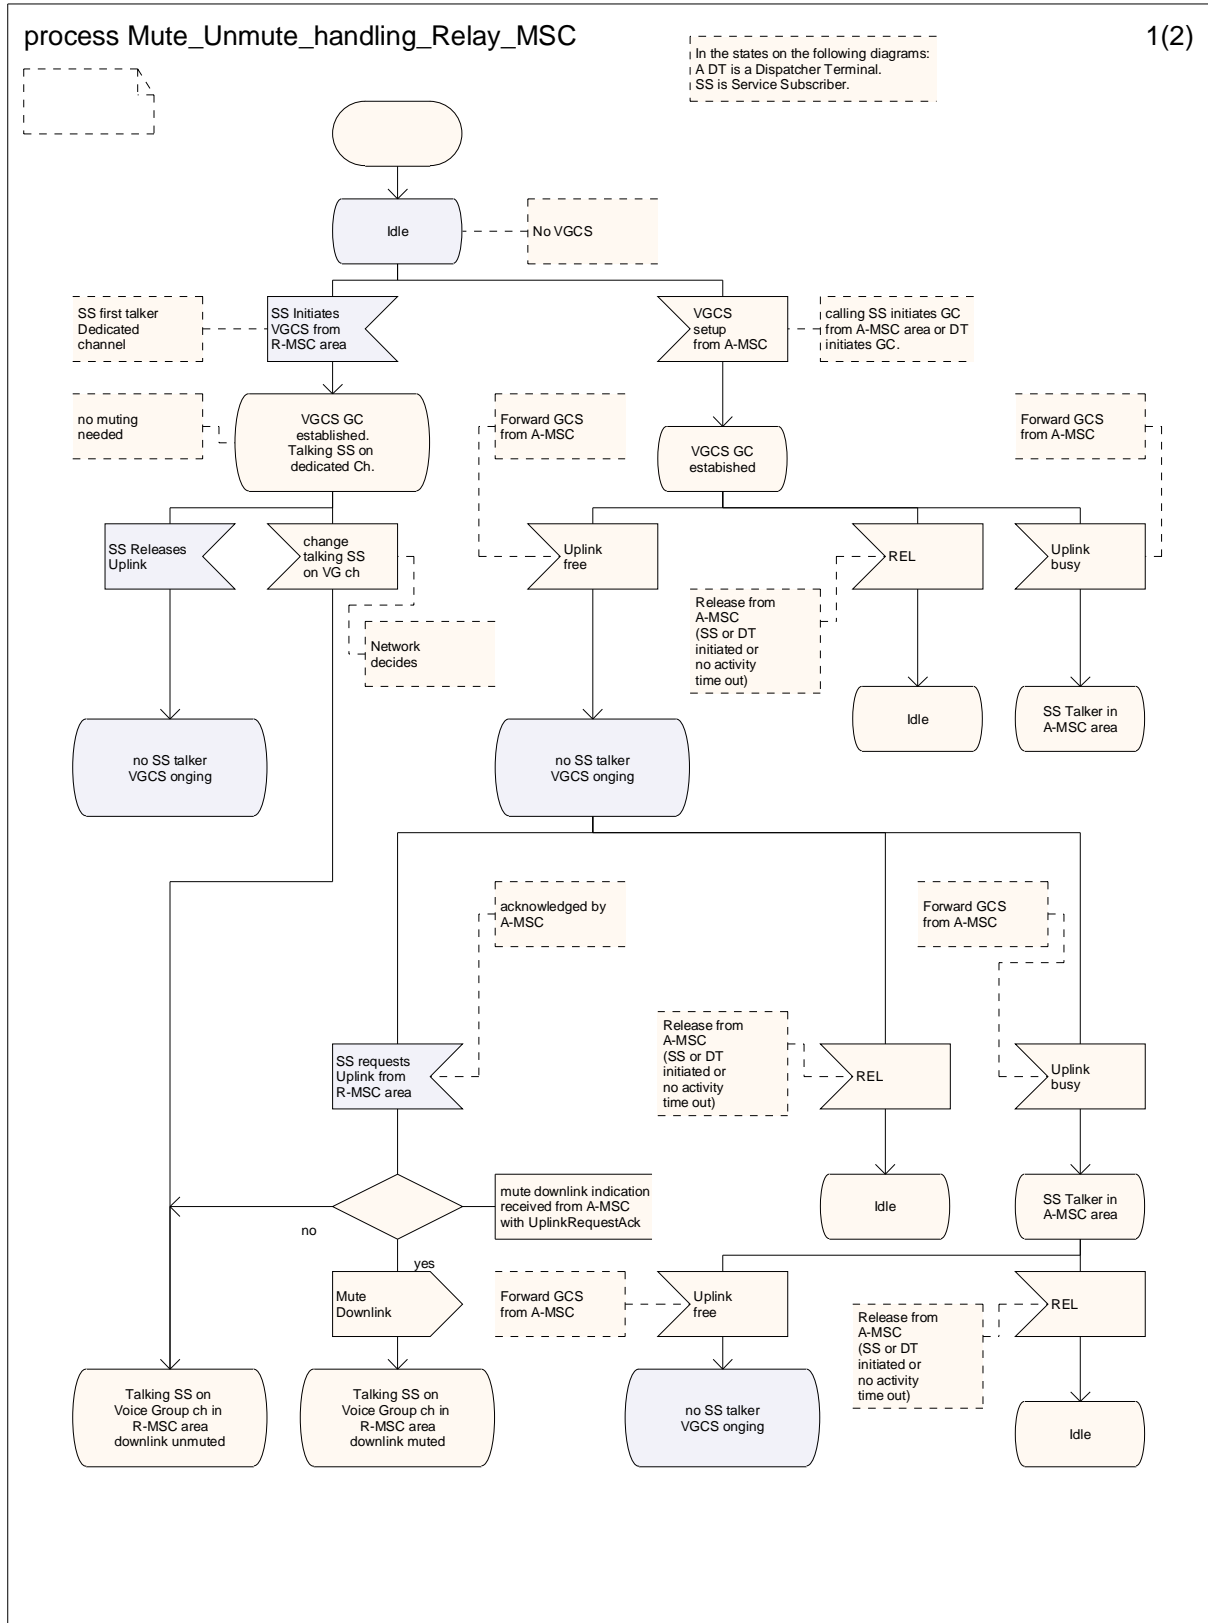 process Mute_Unmute_handling_Relay_MSC
1(2)
In the states on the following diagrams:
A DT is a Dispatcher Terminal.
SS is Service Subscriber.
Idle
No VGCS
SS first talker
Dedicated
channel
SS Initiates
VGCS from
R-MSC area
VGCS
setup
from A-MSC
calling SS initiates GC
from A-MSC area or DT
initiates GC.
no muting
needed
VGCS GC
established.
Talking SS on
dedicated Ch.
Forward GCS
from A-MSC
VGCS GC
estabished
Forward GCS
from A-MSC
SS Releases
Uplink
change
talking SS
on VG ch
Uplink
free
REL
Uplink
busy
Network
decides
Release from
A-MSC
(SS or DT
initiated or
no activity
time out)
Idle
SS Talker in
A-MSC area
no SS talker
VGCS onging
no SS talker
VGCS onging
acknowledged by
A-MSC
Forward GCS
from A-MSC
SS requests
Uplink from
R-MSC area
Release from
A-MSC
(SS or DT
initiated or
no activity
time out)
REL
Uplink
busy
mute downlink indication
received from A-MSC
with UplinkRequestAck
Idle
SS Talker in
A-MSC area
no
yes
Mute
Downlink
Forward GCS
from A-MSC
Uplink
free
Release from
A-MSC
(SS or DT
initiated or
no activity
time out)
REL
Talking SS on
Voice Group ch in
R-MSC area
downlink unmuted
Talking SS on
Voice Group ch in
R-MSC area
downlink muted
no SS talker
VGCS onging
Idle